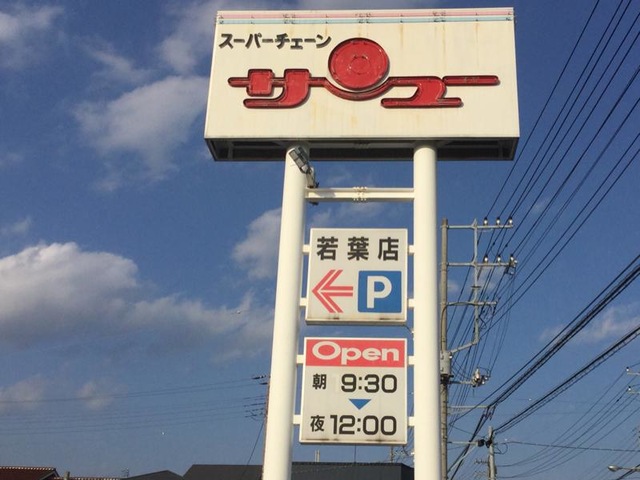 スーパーチェーン
サンユー
若葉店
P
Open
朝 9:30
夜 12:00